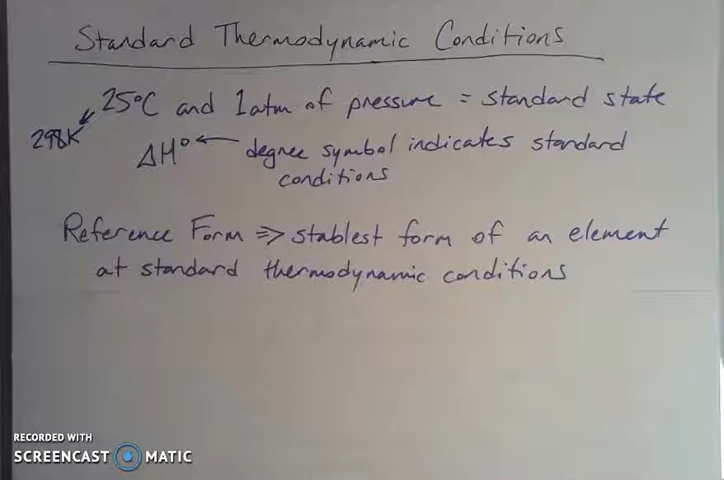 Standard Thermodynamic Conditions
25°C and 1atm of pressure = standard state
298K
ΔH° ← degree symbol indicates standard
conditions
Reference Form ⇒ stablest form of an element
at standard thermodynamic conditions
RECORDED WITH
SCREENCAST MATIC